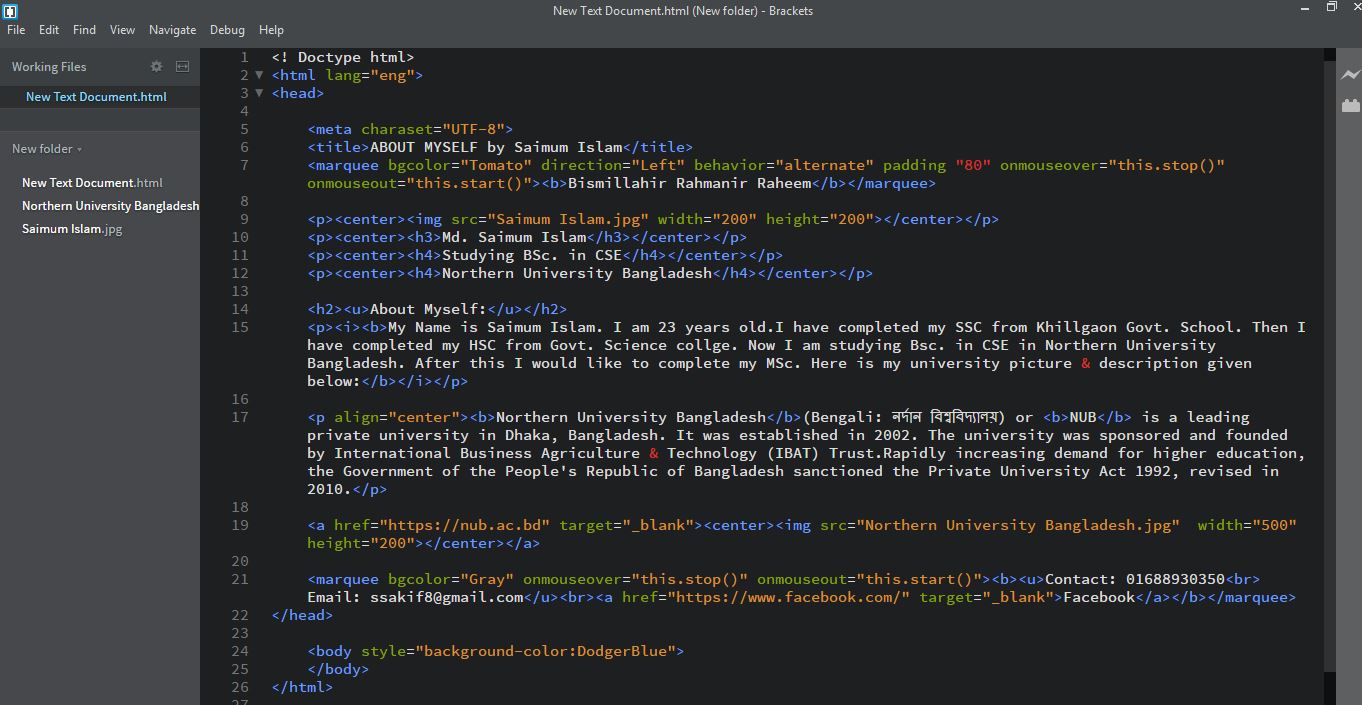 New Text Document.html (New folder) - Brackets
File Edit Find View Navigate Debug Help
Working Files
New Text Document.html
New folder
New Text Document.html
Northern University Bangladesh
Saimum Islam.jpg
1 <! Doctype html>
2 <html lang="eng">
3 <head>
4
5 <meta charaset="UTF-8">
6 <title>ABOUT MYSELF by Saimum Islam</title>
7 <marquee bgcolor="Tomato" direction="Left" behavior="alternate" padding "80" onmouseover="this.stop()"
onmouseout="this.start()"><b>Bismillahir Rahmanir Raheem</b></marquee>
8
9 <p><center><img src="Saimum Islam.jpg" width="200" height="200"></center></p>
10 <p><center><h3>Md. Saimum Islam</h3></center></p>
11 <p><center><h4>Studying BSc. in CSE</h4></center></p>
12 <p><center><h4>Northern University Bangladesh</h4></center></p>
13
14 <h2><u>About Myself:</u></h2>
15 <p><i><b>My Name is Saimum Islam. I am 23 years old.I have completed my SSC from Khillgaon Govt. School. Then I
have completed my HSC from Govt. Science collge. Now I am studying Bsc. in CSE in Northern University
Bangladesh. After this I would like to complete my MSc. Here is my university picture & description given
below:</b></i></p>
16
17 <p align="center"><b>Northern University Bangladesh</b>(Bengali: নর্দান বিশ্ববিদ্যালয়) or <b>NUB</b> is a leading
private university in Dhaka, Bangladesh. It was established in 2002. The university was sponsored and founded
by International Business Agriculture & Technology (IBAT) Trust.Rapidly increasing demand for higher education,
the Government of the People's Republic of Bangladesh sanctioned the Private University Act 1992, revised in
2010.</p>
18
19 <a href="https://nub.ac.bd" target="_blank"><center><img src="Northern University Bangladesh.jpg"  width="500"
height="200"></center></a>
20
21 <marquee bgcolor="Gray" onmouseover="this.stop()" onmouseout="this.start()"><b><u>Contact: 01688930350<br>
Email: ssakif8@gmail.com</u><br><a href="https://www.facebook.com/" target="_blank">Facebook</a></b></marquee>
22 </head>
23
24 <body style="background-color:DodgerBlue">
25 </body>
26 </html>
27